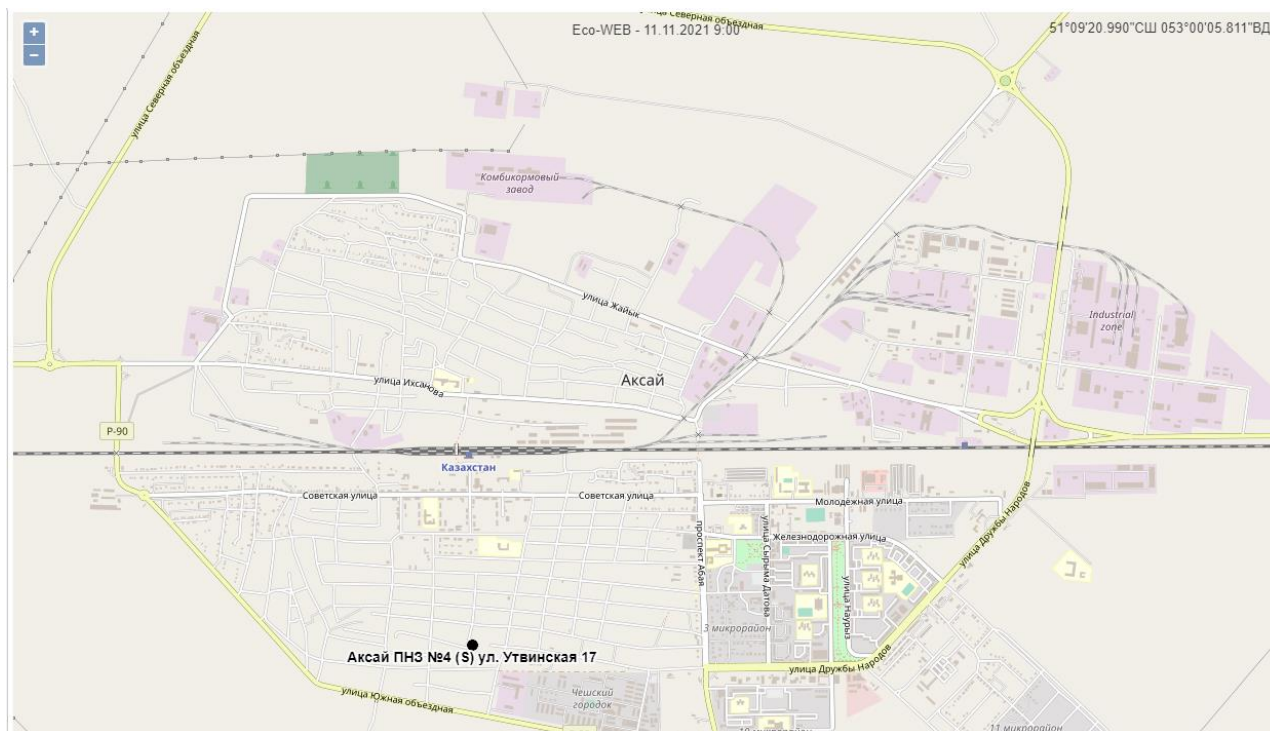 улица Северная объездная
Eco-WEB - 11.11.2021 9:00
51°09'20.990"СШ 053°00'05.811"ВД
+
−
улица Северная объездная
Комбикормовый
завод
улица Жайык
Industrial
zone
Аксай
улица Ихсанова
Р-90
Казахстан
Советская улица
Советская улица
Молодёжная улица
проспект Абая
улица Сырыма Датова
Железнодорожная улица
улица Наурыз
улица Дружбы Народов
3 микрорайон
Аксай ПНЗ №4 (S) ул. Утвинская 17
улица Дружбы Народов
улица Южная объездная
Чешский
городок
10 микрорайон
11 микрорайон